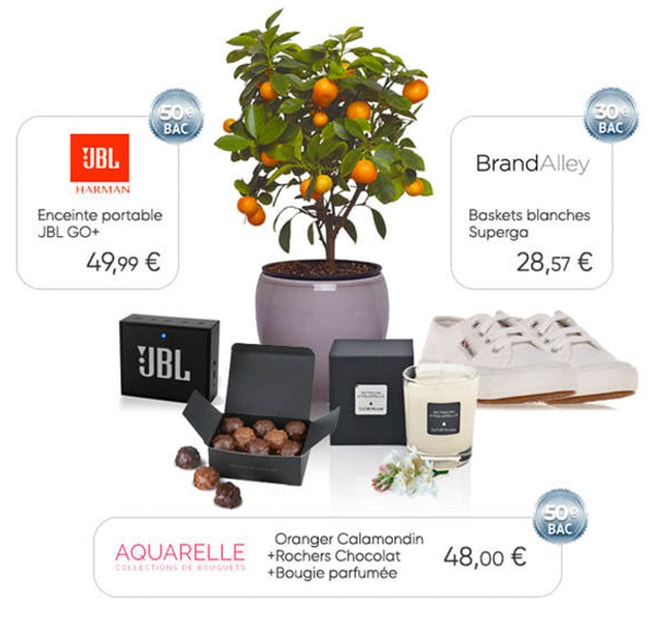 50€
BAC
30€
BAC
JBL
HARMAN
BrandAlley
Enceinte portable
JBL GO+
49,99 €
Baskets blanches
Superga
28,57 €
JBL
50€
BAC
AQUARELLE
COLLECTIONS DE BOUQUETS
Oranger Calamondin
+Rochers Chocolat
+Bougie parfumée
48,00 €